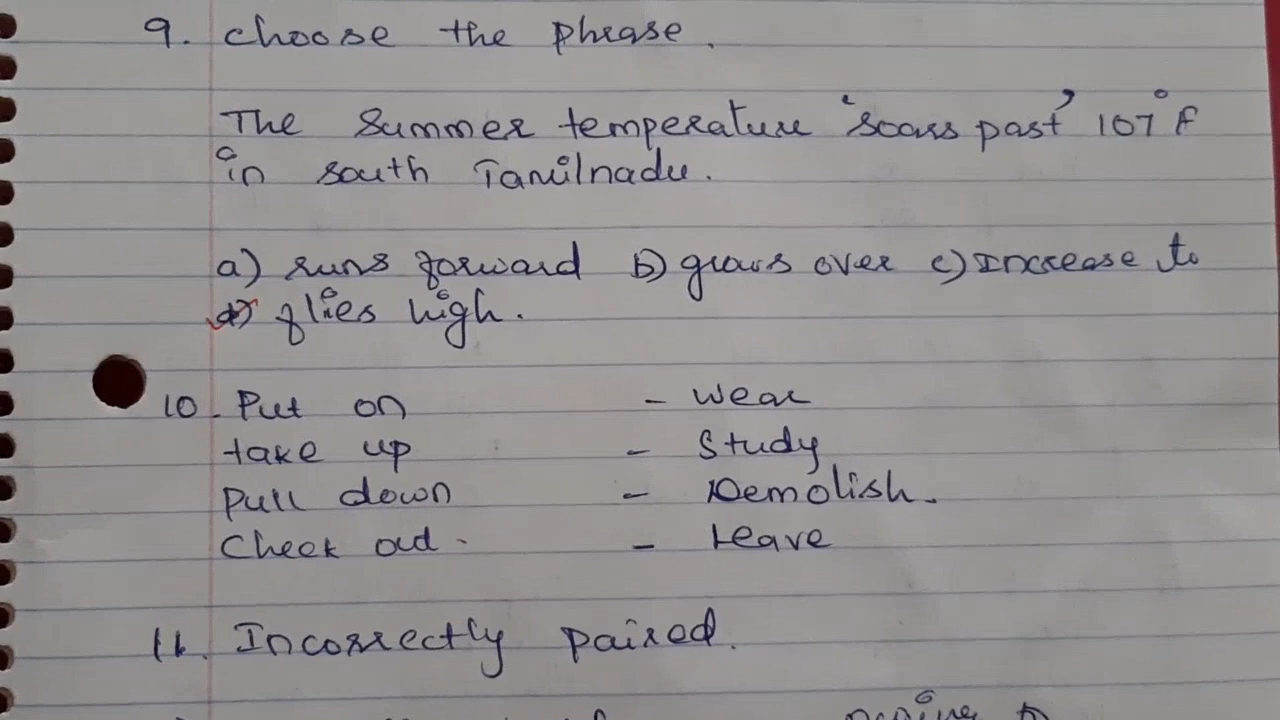 9. choose the phrase.
The Summer temperature 'soars past' 107°F
in south Tamilnadu.
a) runs forward b) grows over c) Increase to
d) flies high.
10. Put on - wear
take up - Study
Pull down - Demolish.
Check out. - Leave
11. Incorrectly paired.